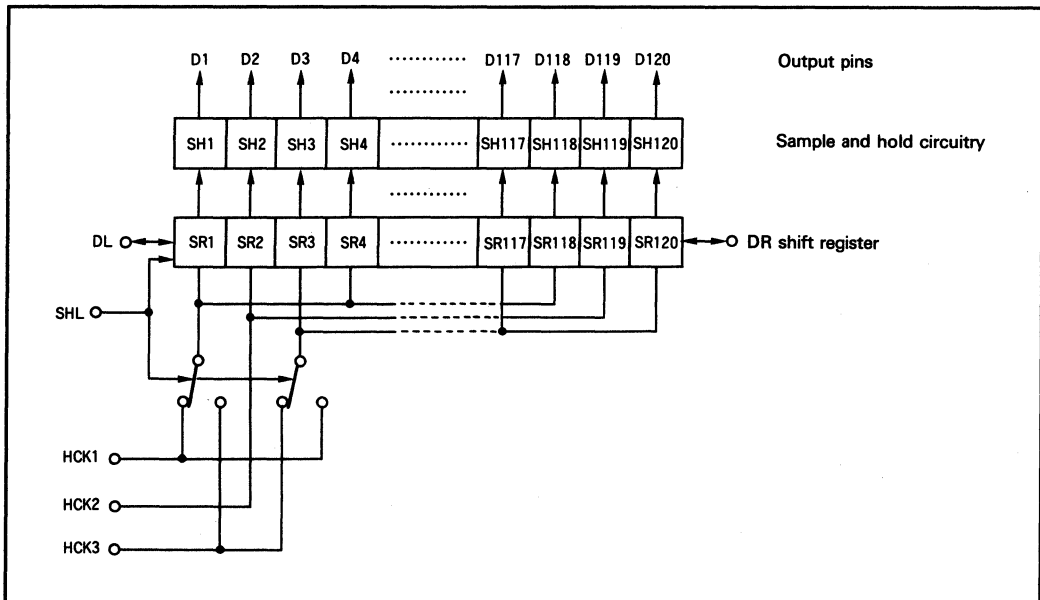 D1 D2 D3 D4 ············ D117 D118 D119 D120 Output pins
············
SH1 SH2 SH3 SH4 ············ SH117 SH118 SH119 SH120 Sample and hold circuitry
············
DL SR1 SR2 SR3 SR4 ············ SR117 SR118 SR119 SR120 DR shift register
SHL
HCK1
HCK2
HCK3